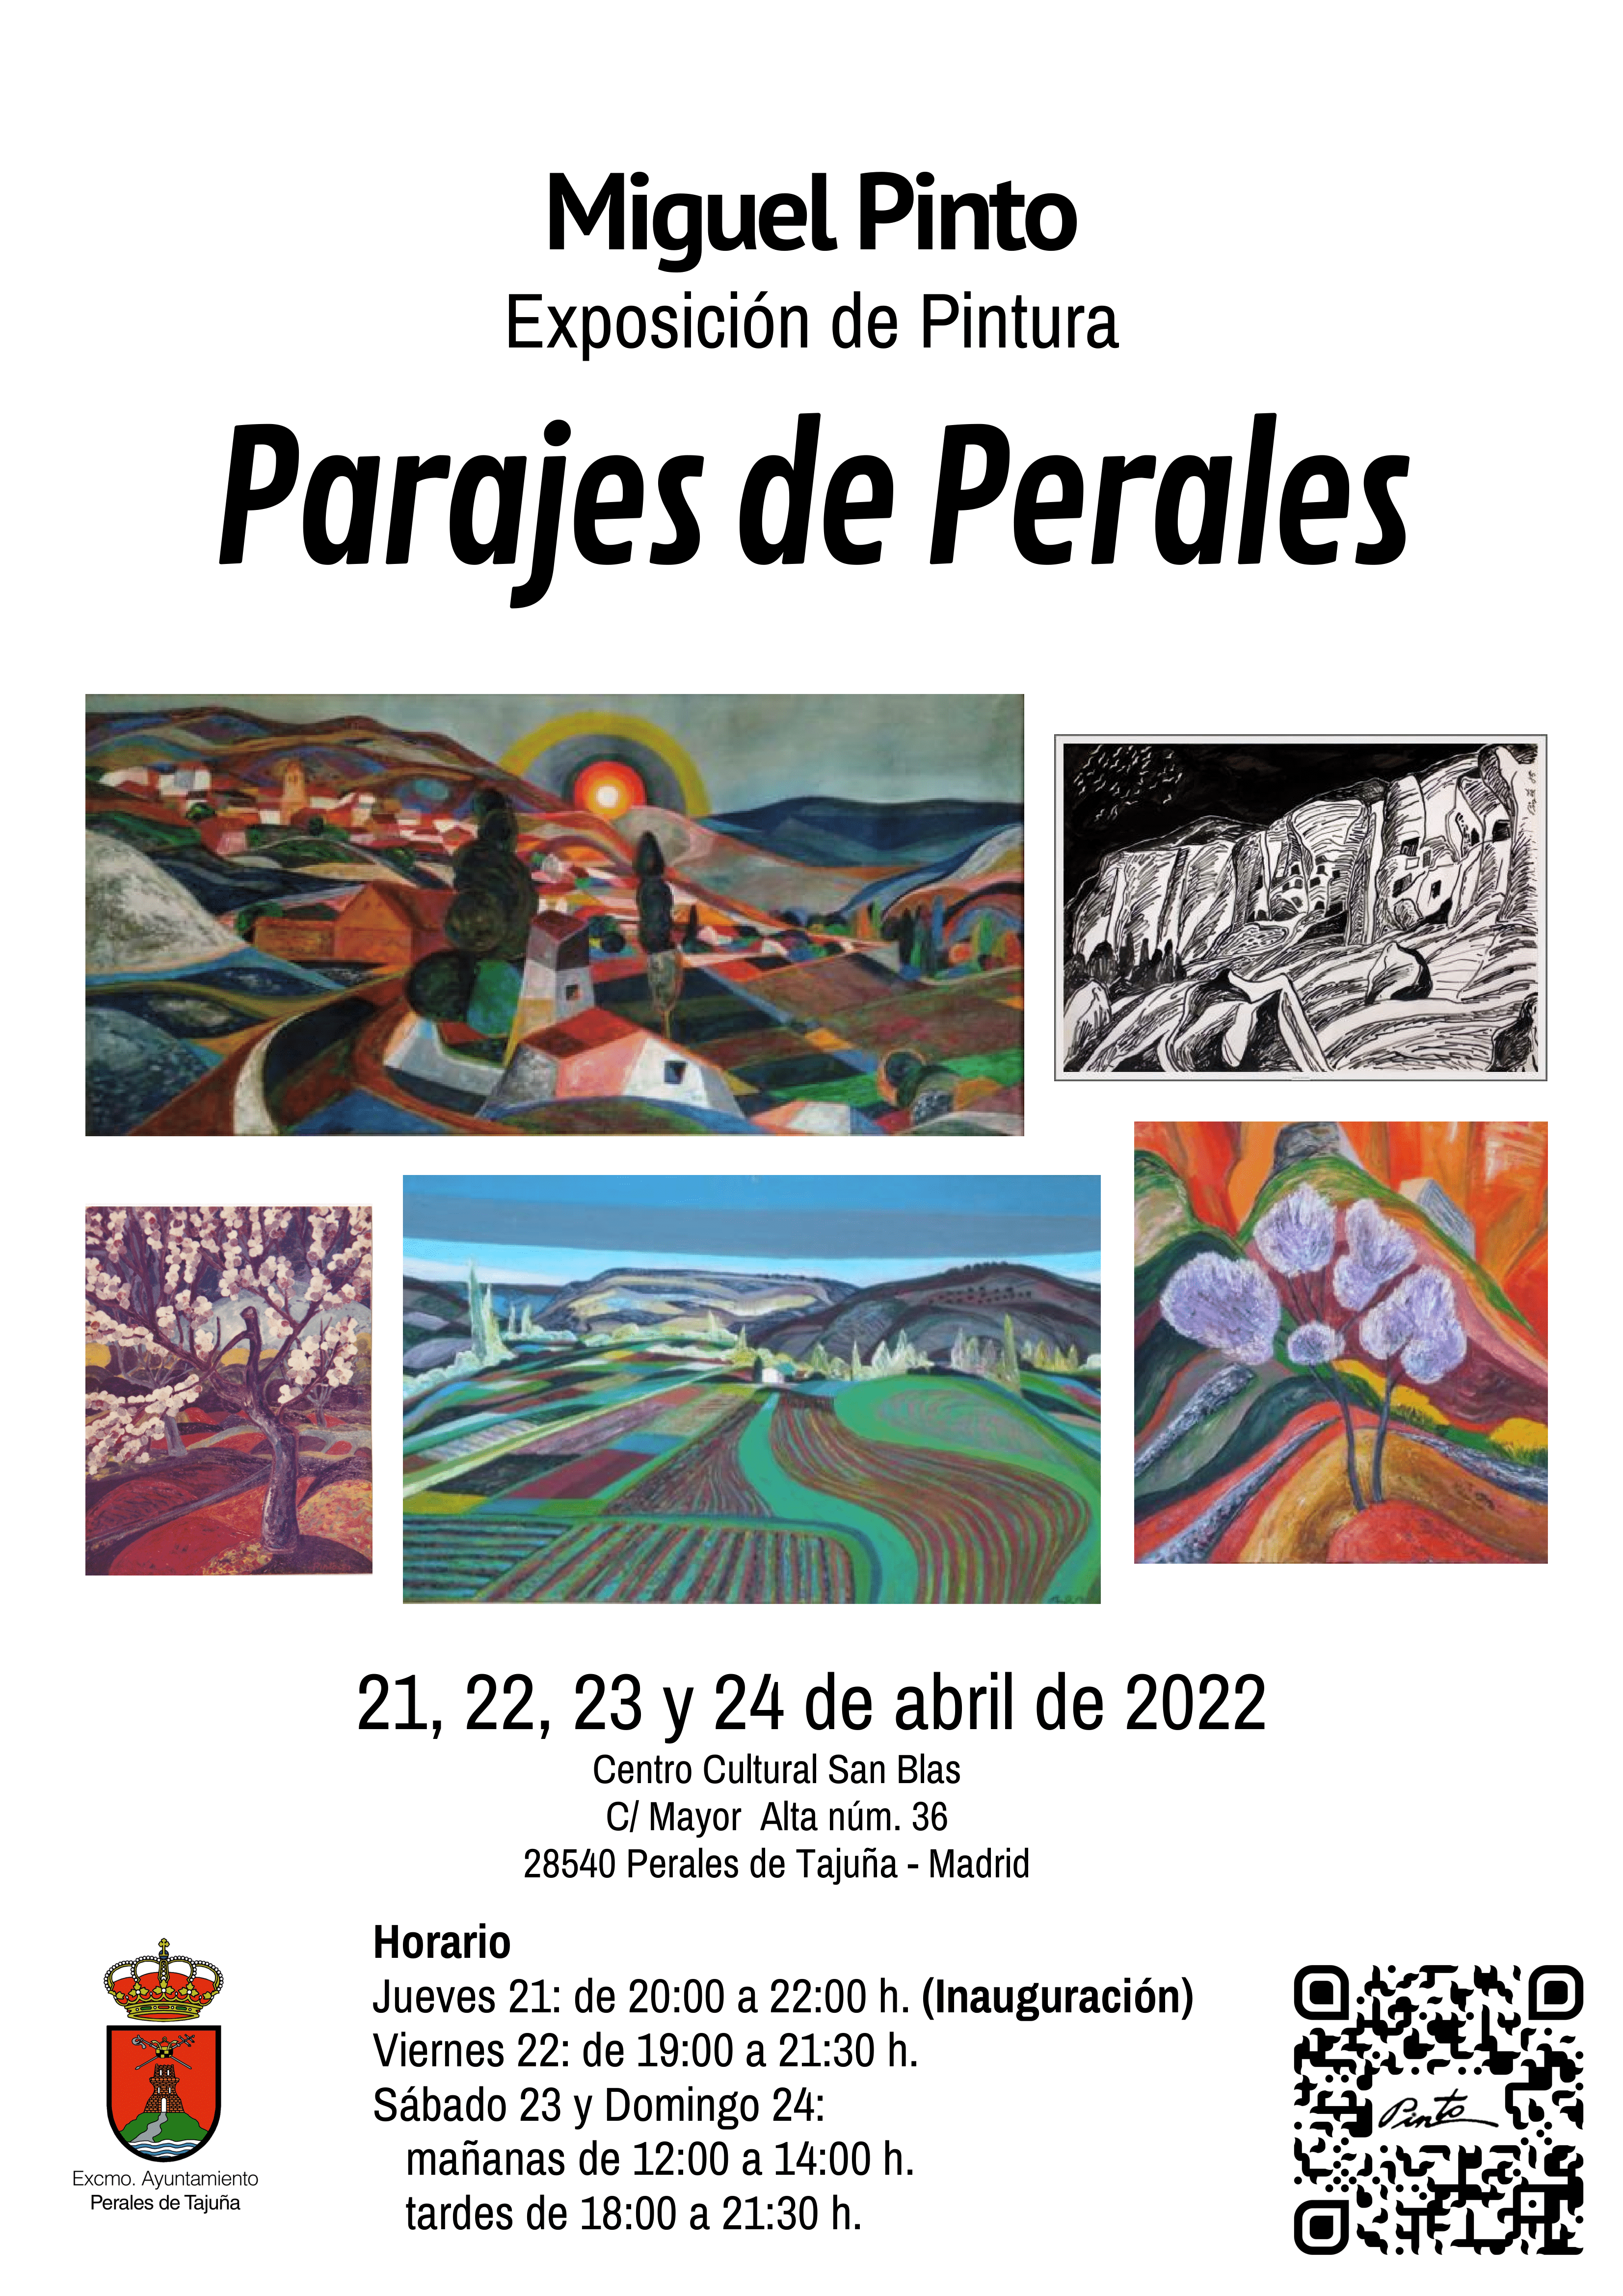 Miguel Pinto
Exposición de Pintura
Parajes de Perales
21, 22, 23 y 24 de abril de 2022
Centro Cultural San Blas
C/ Mayor  Alta núm. 36
28540 Perales de Tajuña - Madrid
Horario
Jueves 21: de 20:00 a 22:00 h. (Inauguración)
Viernes 22: de 19:00 a 21:30 h.
Sábado 23 y Domingo 24:
mañanas de 12:00 a 14:00 h.
tardes de 18:00 a 21:30 h.
Excmo. Ayuntamiento
Perales de Tajuña
Pinto